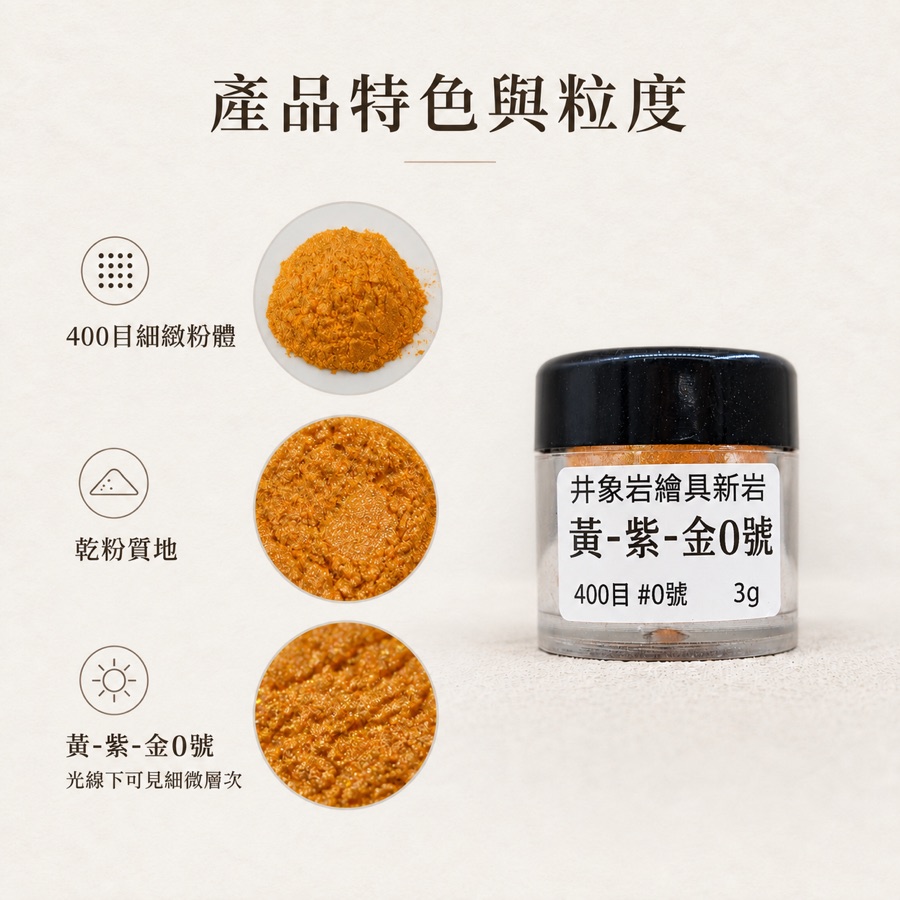 產品特色與粒度
400目細緻粉體
乾粉質地
黃-紫-金0號
光線下可見細微層次
井象岩繪具新岩
黃-紫-金0號
400目 #0號 3g